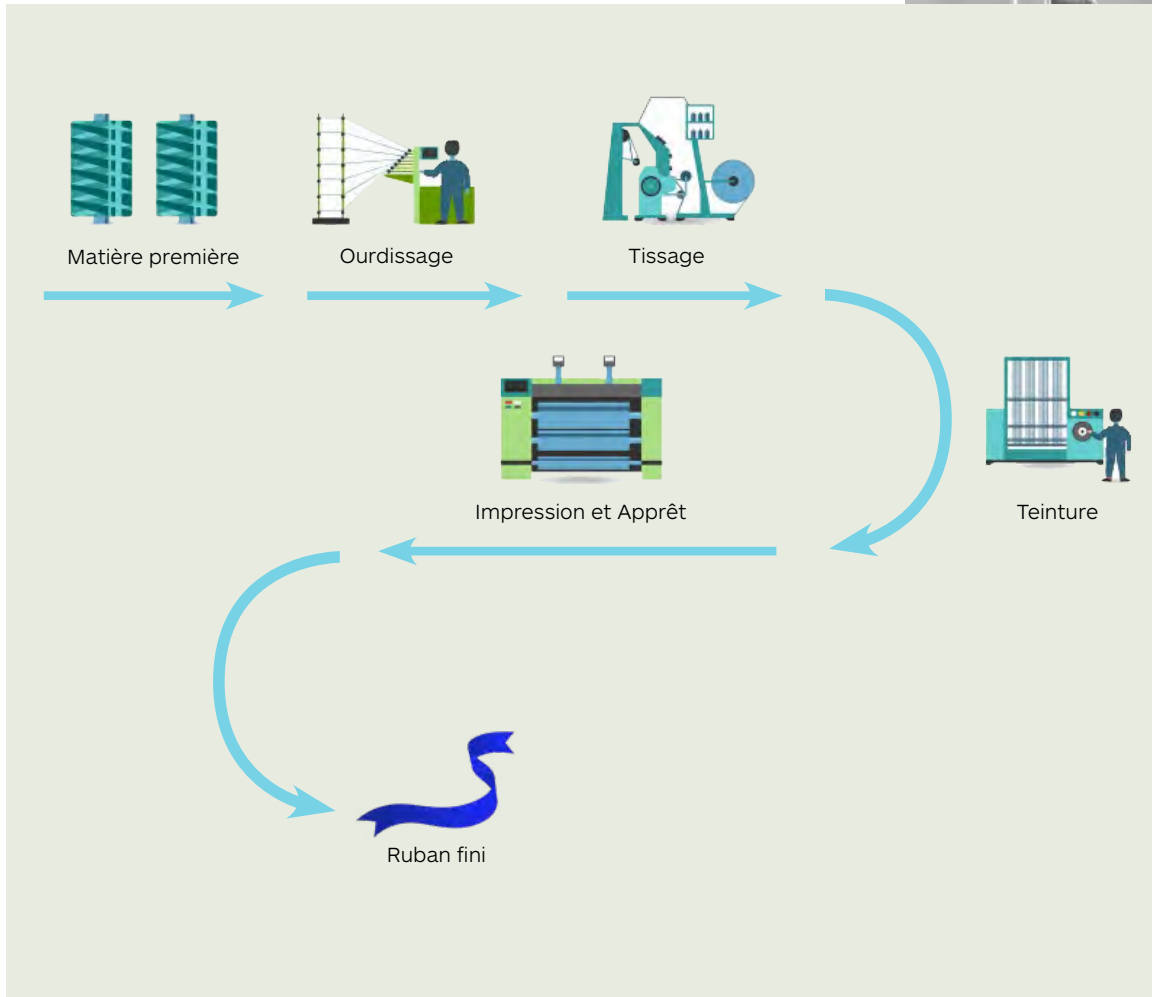 Matière première
Ourdissage
Tissage
Teinture
Impression et Apprêt
Ruban fini